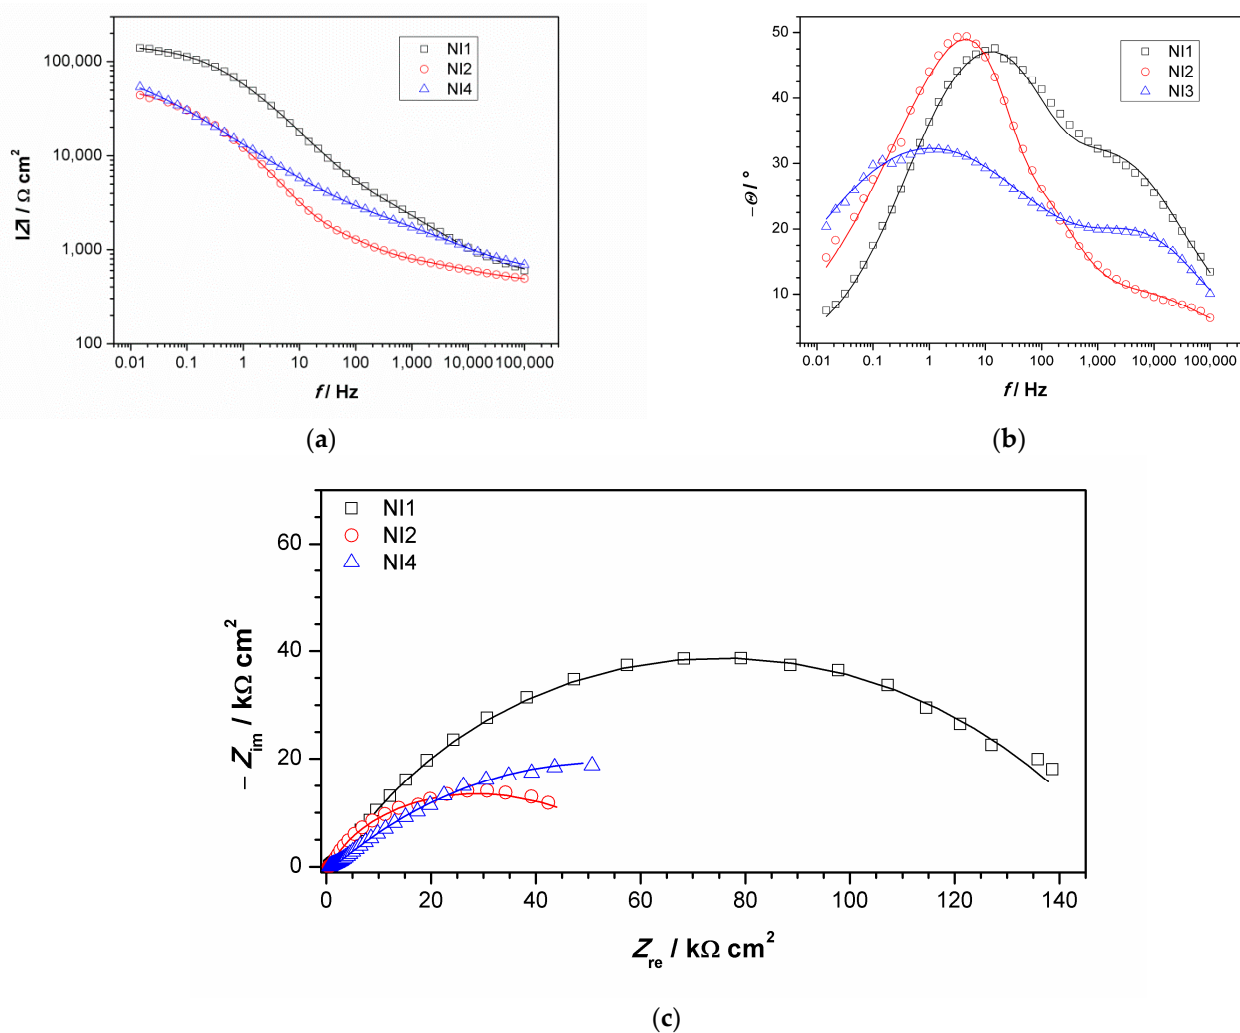 NI1
NI2
NI4
100,000
10,000
1,000
100
|Z| / Ω cm²
0.01 0.1 1 10 100 1,000 10,000 100,000
f / Hz
(a)
NI1
NI2
NI3
50
40
30
20
10
−Θ / °
0.01 0.1 1 10 100 1,000 10,000 100,000
f / Hz
(b)
NI1
NI2
NI4
60
40
20
0
− Z_im / kΩ cm²
0 20 40 60 80 100 120 140
Z_re / kΩ cm²
(c)